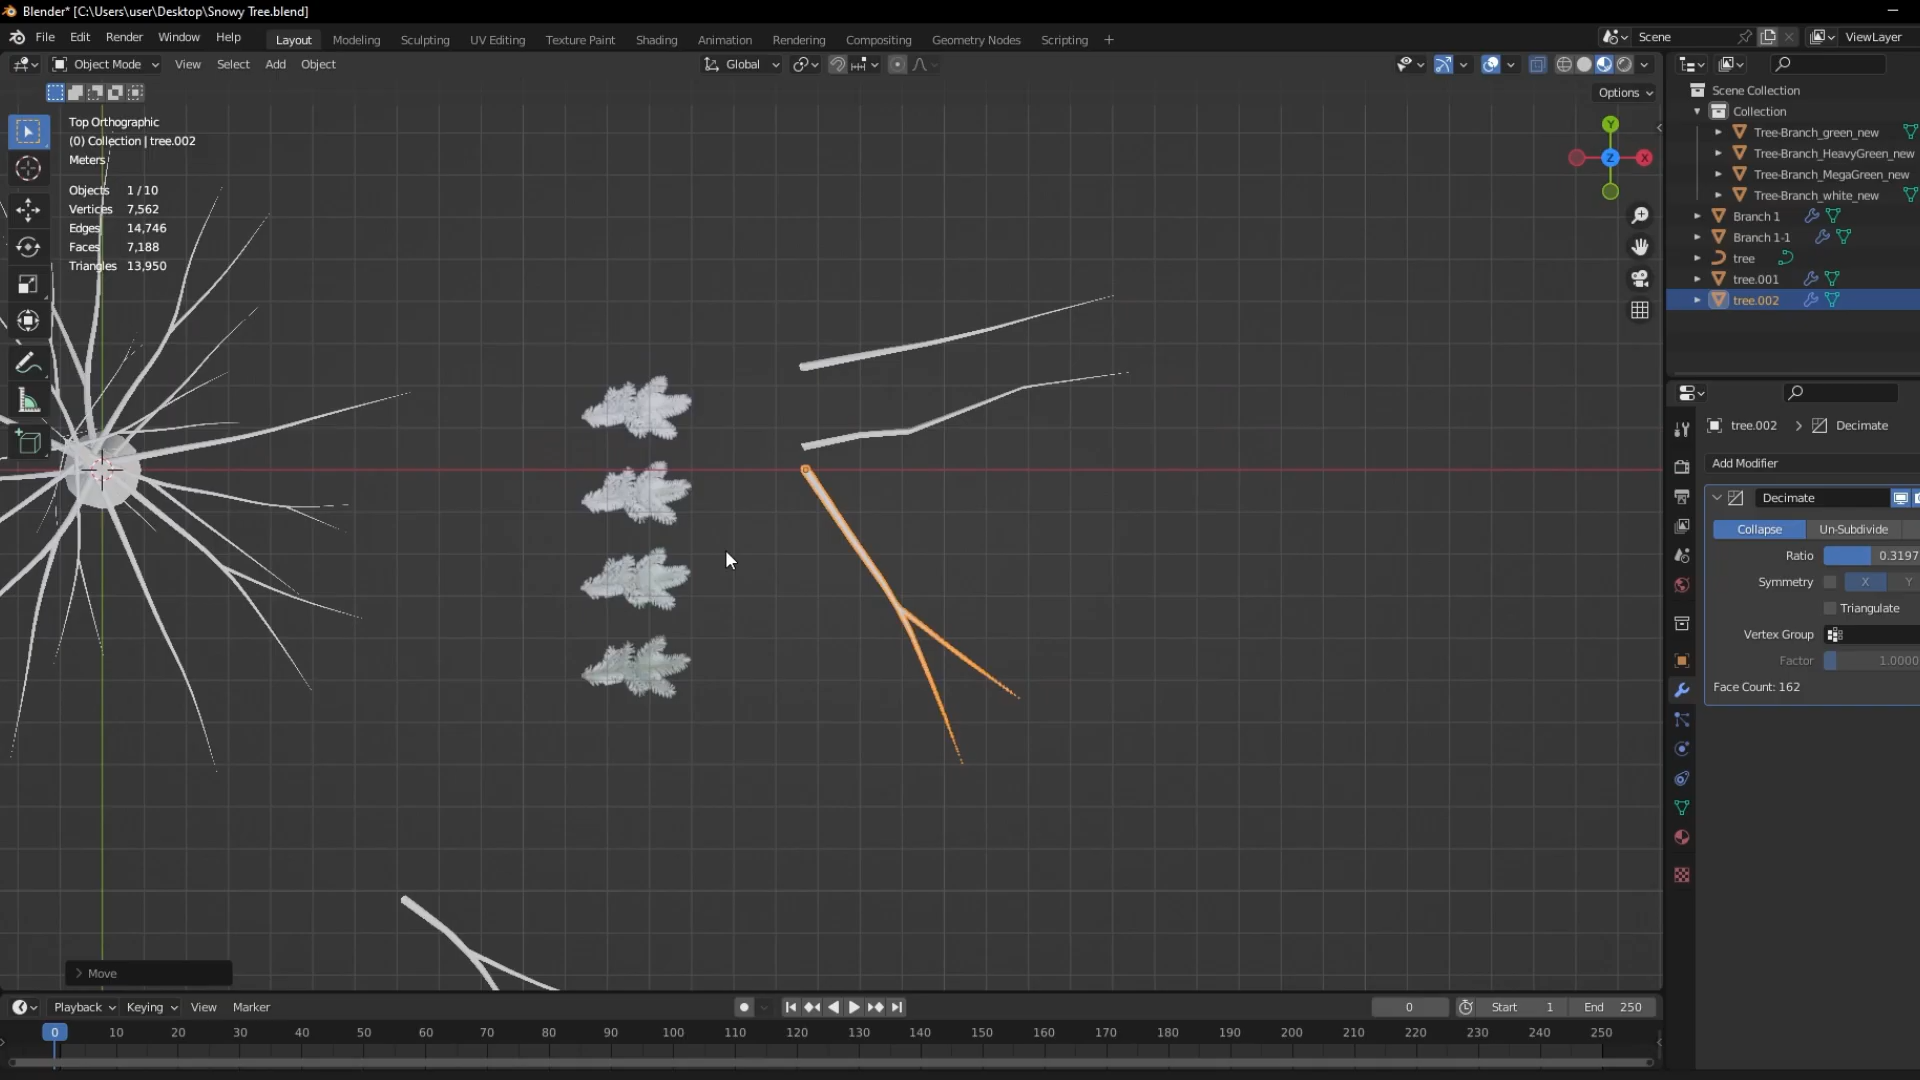 Blender* [C:\Users\user\Desktop\Snowy Tree.blend]
File Edit Render Window Help
Layout Modeling Sculpting UV Editing Texture Paint Shading Animation Rendering Compositing Geometry Nodes Scripting +
Scene
ViewLayer
Object Mode View Select Add Object
Global
Options
Top Orthographic
(0) Collection | tree.002
Meters
Objects 1 / 10
Vertices 7,562
Edges 14,746
Faces 7,188
Triangles 13,950
Y
Z
X
Scene Collection
Collection
Tree-Branch_green_new
Tree-Branch_HeavyGreen_new
Tree-Branch_MegaGreen_new
Tree-Branch_white_new
Branch 1
Branch 1-1
tree
tree.001
tree.002
tree.002 > Decimate
Add Modifier
Decimate
Collapse Un-Subdivide
Ratio 0.3197
Symmetry X Y
Triangulate
Vertex Group
Factor 1.0000
Face Count: 162
> Move
Playback Keying View Marker
0
Start 1
End 250
0 10 20 30 40 50 60 70 80 90 100 110 120 130 140 150 160 170 180 190 200 210 220 230 240 250